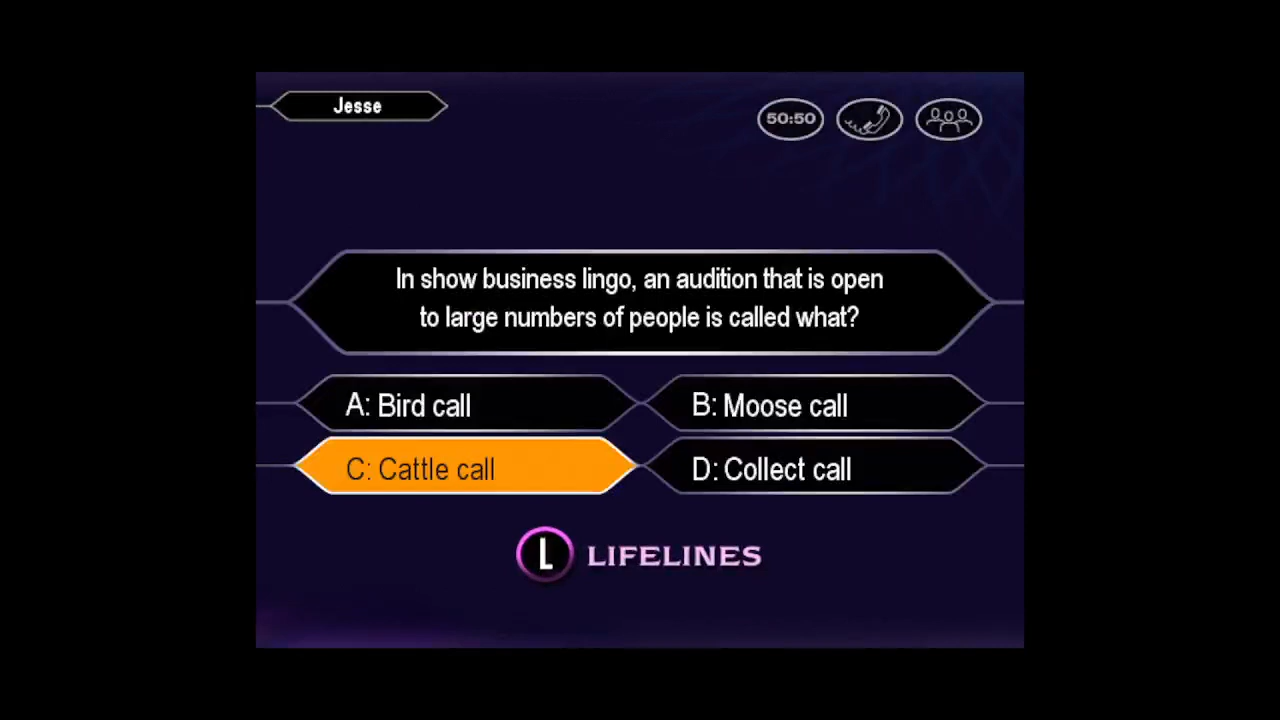 Jesse
50:50
In show business lingo, an audition that is open
to large numbers of people is called what?
A: Bird call
B: Moose call
C: Cattle call
D: Collect call
L LIFELINES